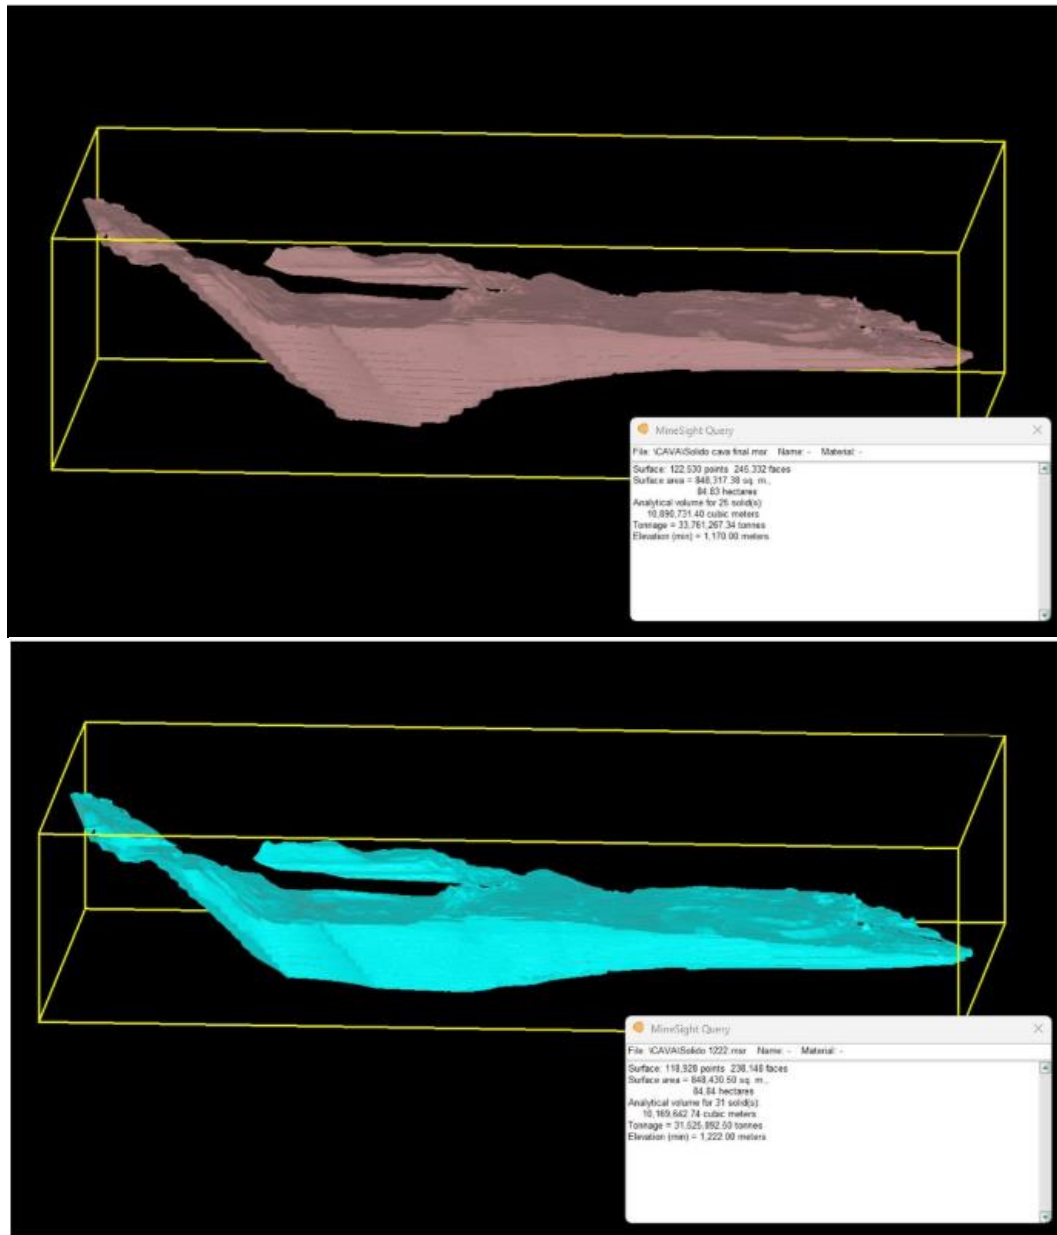 MineSight Query
File: \CAVA\Solido cava final.msr Name: - Material: -
Surface: 122,530 points 245,332 faces
Surface area = 848,317.38 sq. m.,
84.83 hectares
Analytical volume for 26 solid(s):
10,890,731.40 cubic meters
Tonnage = 33,761,267.34 tonnes
Elevation (min) = 1,170.00 meters
MineSight Query
File: \CAVA\Solido 1222.msr Name: - Material: -
Surface: 118,928 points 238,148 faces
Surface area = 848,430.50 sq. m.,
84.84 hectares
Analytical volume for 31 solid(s):
10,169,642.74 cubic meters
Tonnage = 31,525,892.50 tonnes
Elevation (min) = 1,222.00 meters